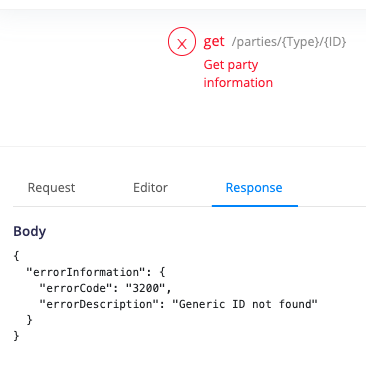 X get /parties/{Type}/{ID}
Get party
information
Request Editor Response
Body
{
  "errorInformation": {
    "errorCode": "3200",
    "errorDescription": "Generic ID not found"
  }
}